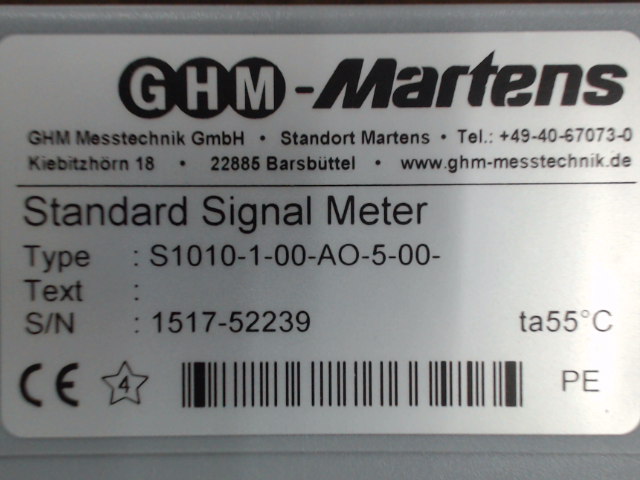 GHM-Martens
GHM Messtechnik GmbH • Standort Martens • Tel.: +49-40-67073-0
Kiebitzhörn 18 • 22885 Barsbüttel • www.ghm-messtechnik.de
Standard Signal Meter
Type : S1010-1-00-AO-5-00-
Text :
S/N : 1517-52239 ta55°C
CE 4 PE